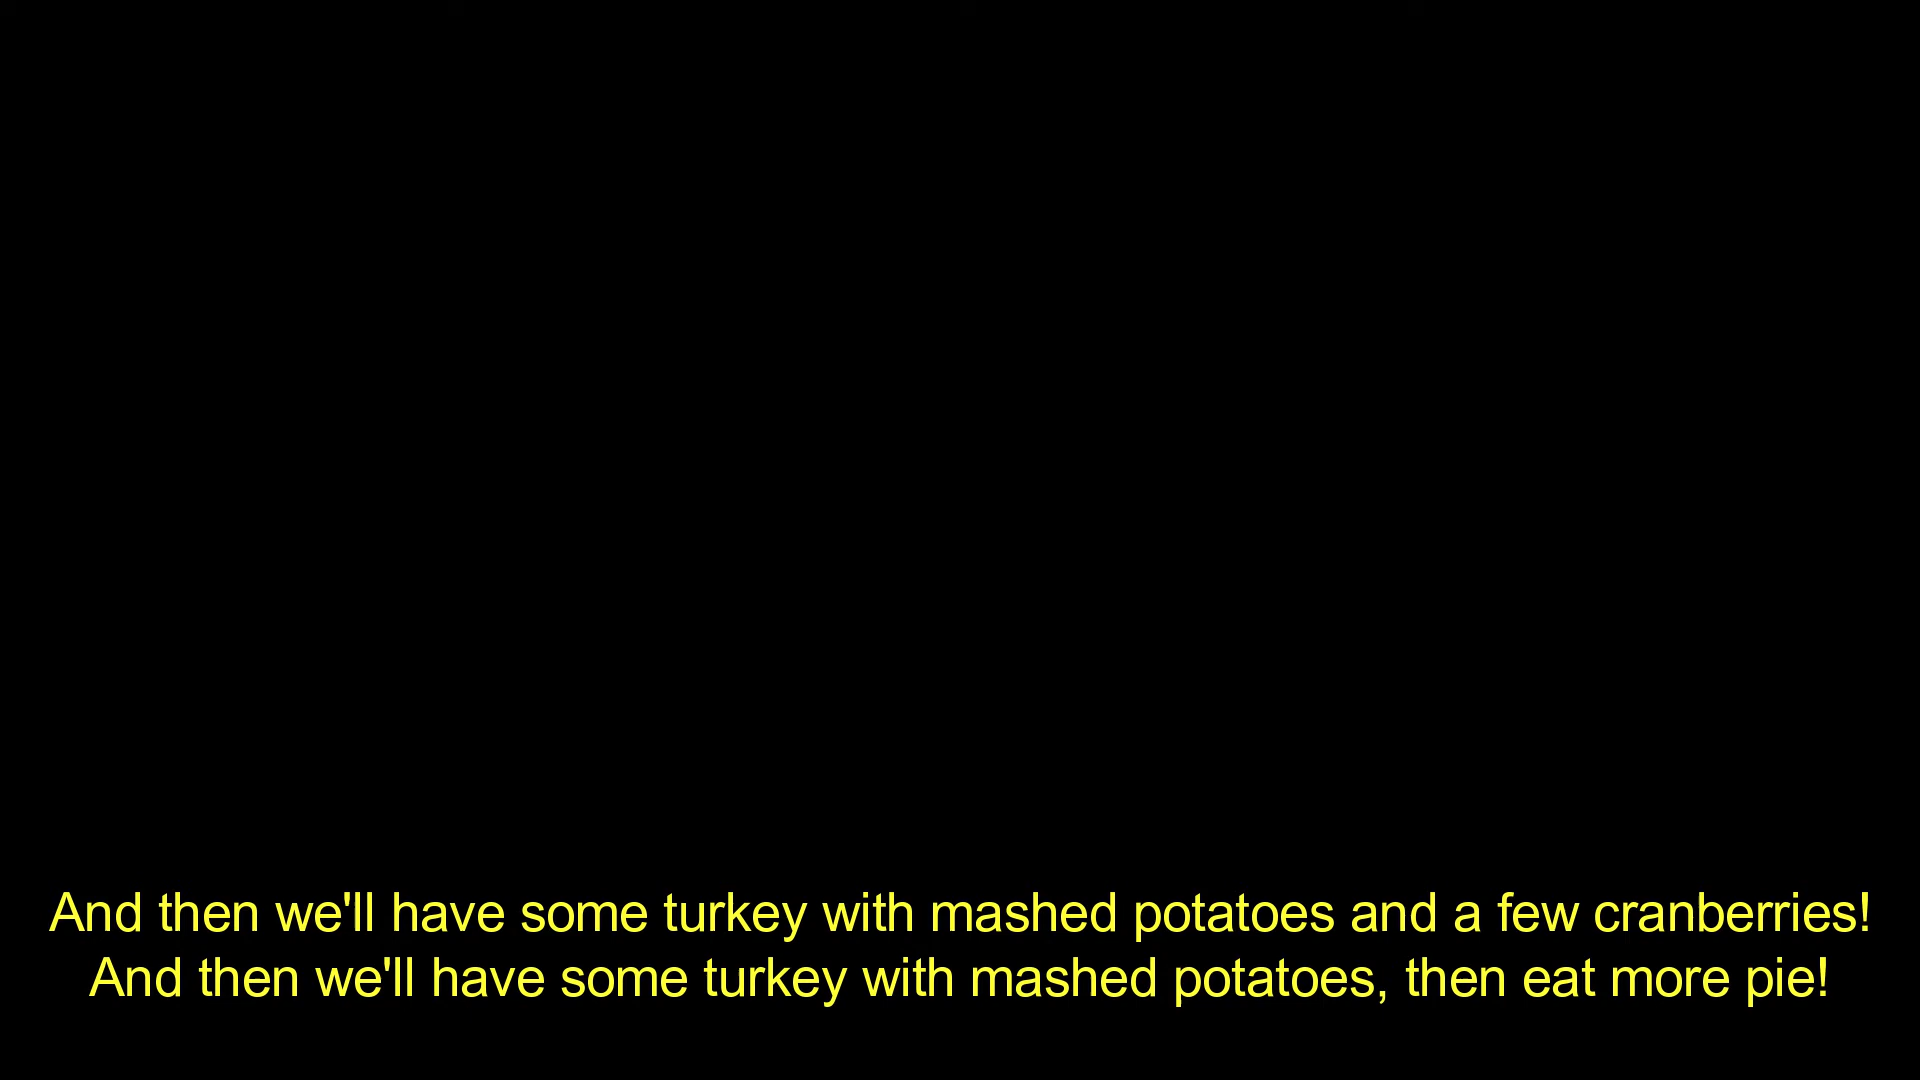 And then we'll have some turkey with mashed potatoes and a few cranberries!
And then we'll have some turkey with mashed potatoes, then eat more pie!